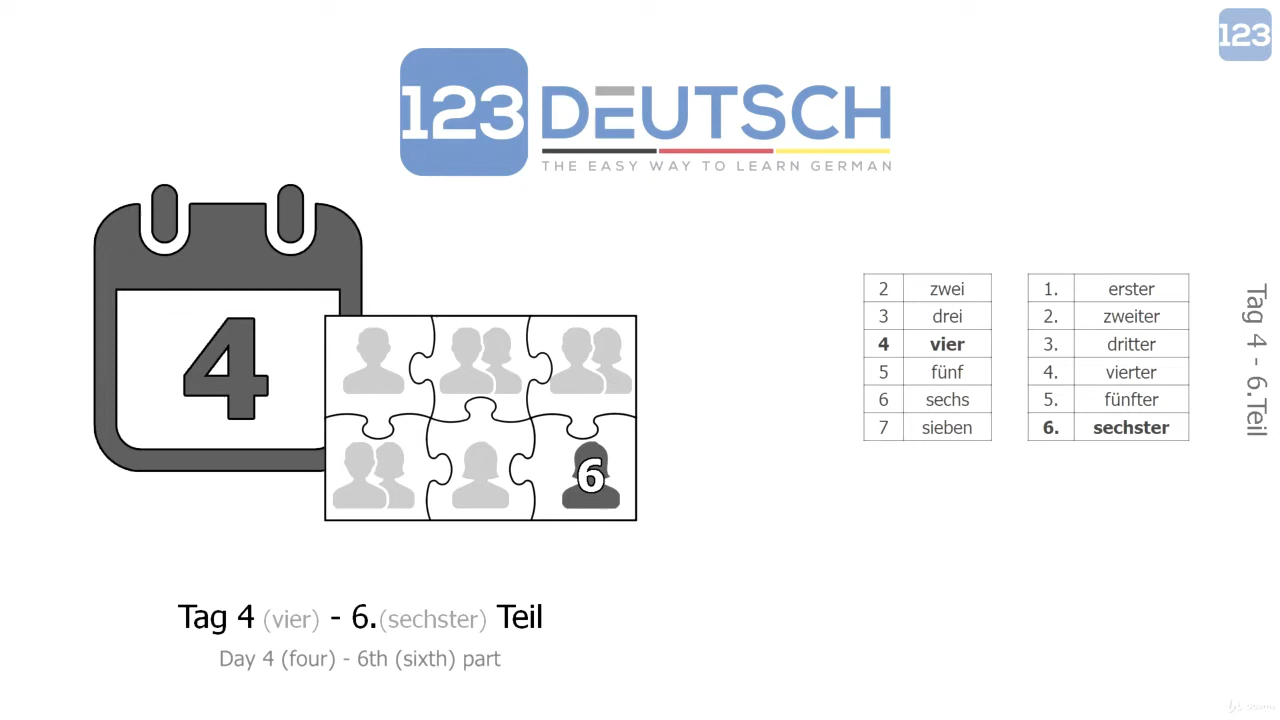 123
123 DEUTSCH
THE EASY WAY TO LEARN GERMAN
4
6
2 zwei
3 drei
4 vier
5 fünf
6 sechs
7 sieben
1. erster
2. zweiter
3. dritter
4. vierter
5. fünfter
6. sechster
Tag 4 - 6.Teil
Tag 4 (vier) - 6.(sechster) Teil
Day 4 (four) - 6th (sixth) part